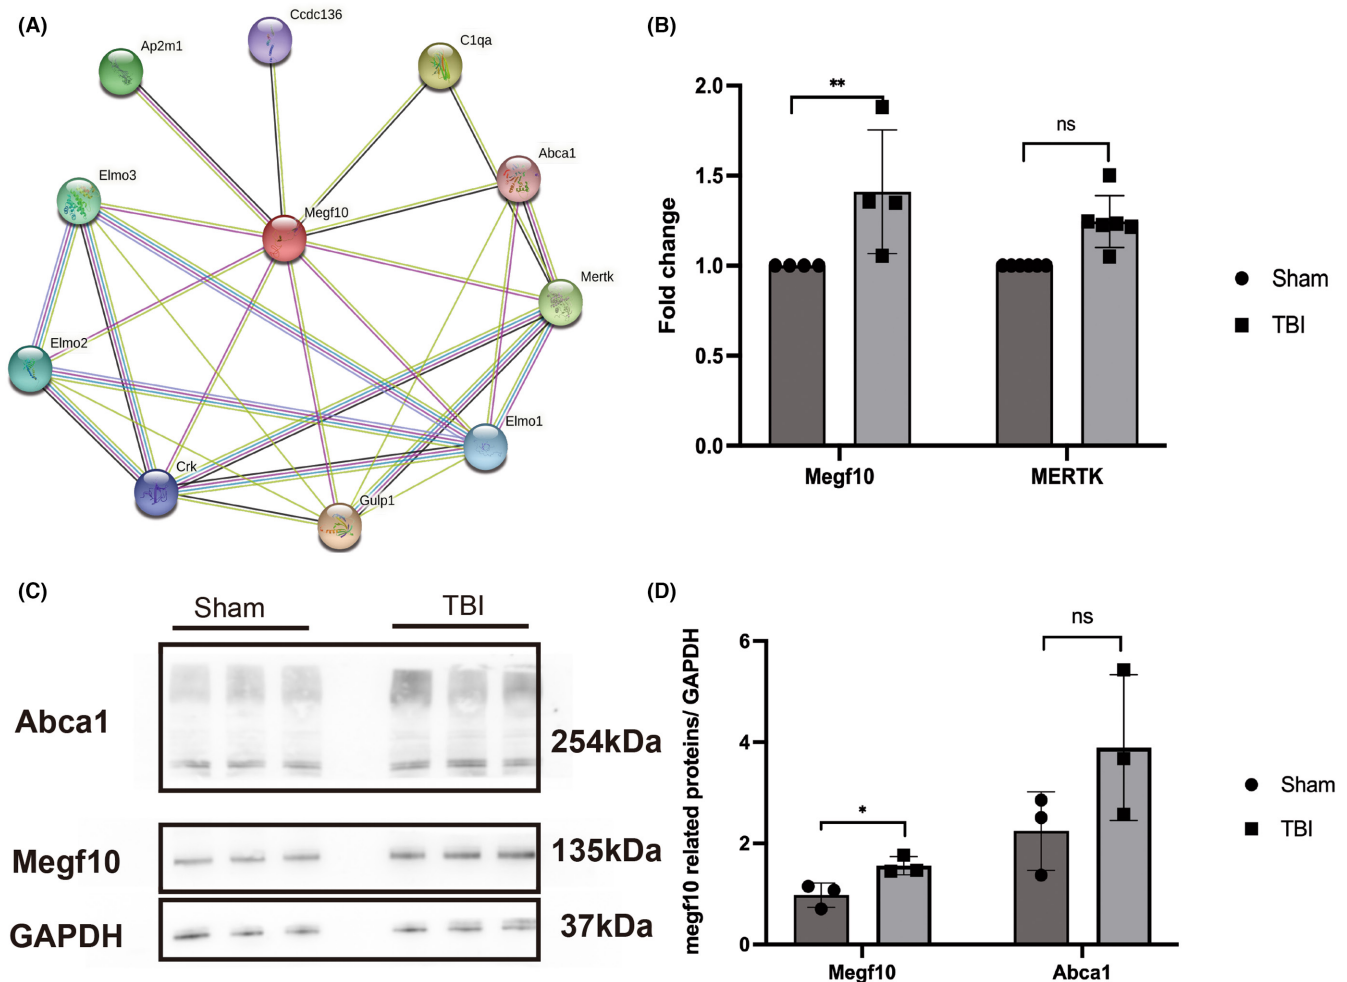 (A)
Ccdc136
Ap2m1
C1qa
Abca1
Elmo3
Megf10
Mertk
Elmo2
Elmo1
Crk
Gulp1
(B)
Fold change
2.0
1.5
1.0
0.5
0.0
**
ns
Megf10
MERTK
Sham
TBI
(C)
Sham
TBI
Abca1
254kDa
Megf10
135kDa
GAPDH
37kDa
(D)
megf10 related proteins/ GAPDH
6
4
2
0
*
ns
Megf10
Abca1
Sham
TBI